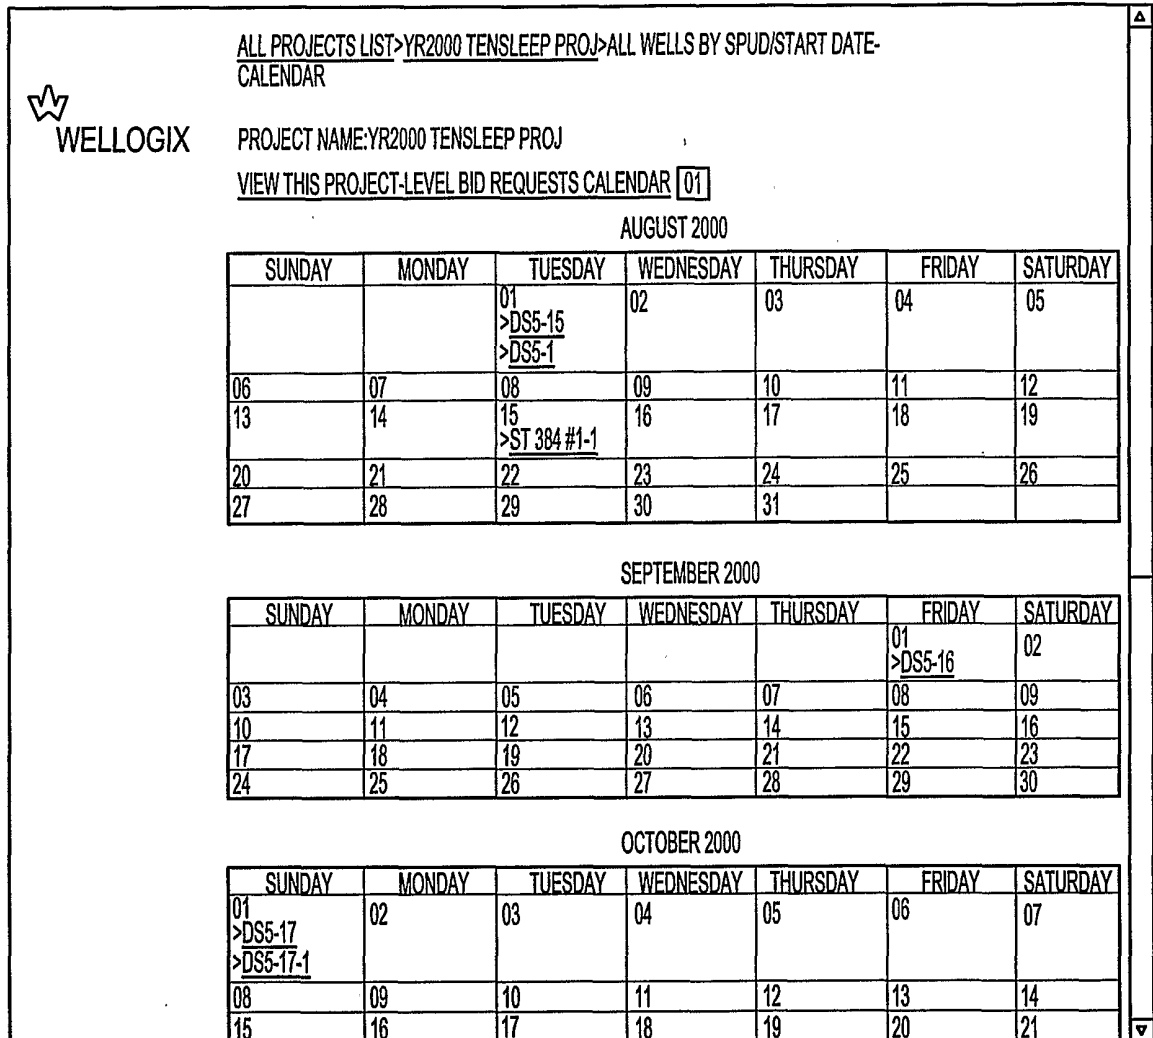 ALL PROJECTS LIST>YR2000 TENSLEEP PROJ>ALL WELLS BY SPUD/START DATE-
CALENDAR
WELLOGIX
PROJECT NAME:YR2000 TENSLEEP PROJ
VIEW THIS PROJECT-LEVEL BID REQUESTS CALENDAR 01
AUGUST 2000
SUNDAY MONDAY TUESDAY WEDNESDAY THURSDAY FRIDAY SATURDAY
01 02 03 04 05
>DS5-15
>DS5-1
06 07 08 09 10 11 12
13 14 15 16 17 18 19
>ST 384 #1-1
20 21 22 23 24 25 26
27 28 29 30 31
SEPTEMBER 2000
SUNDAY MONDAY TUESDAY WEDNESDAY THURSDAY FRIDAY SATURDAY
01 02
>DS5-16
03 04 05 06 07 08 09
10 11 12 13 14 15 16
17 18 19 20 21 22 23
24 25 26 27 28 29 30
OCTOBER 2000
SUNDAY MONDAY TUESDAY WEDNESDAY THURSDAY FRIDAY SATURDAY
01 02 03 04 05 06 07
>DS5-17
>DS5-17-1
08 09 10 11 12 13 14
15 16 17 18 19 20 21